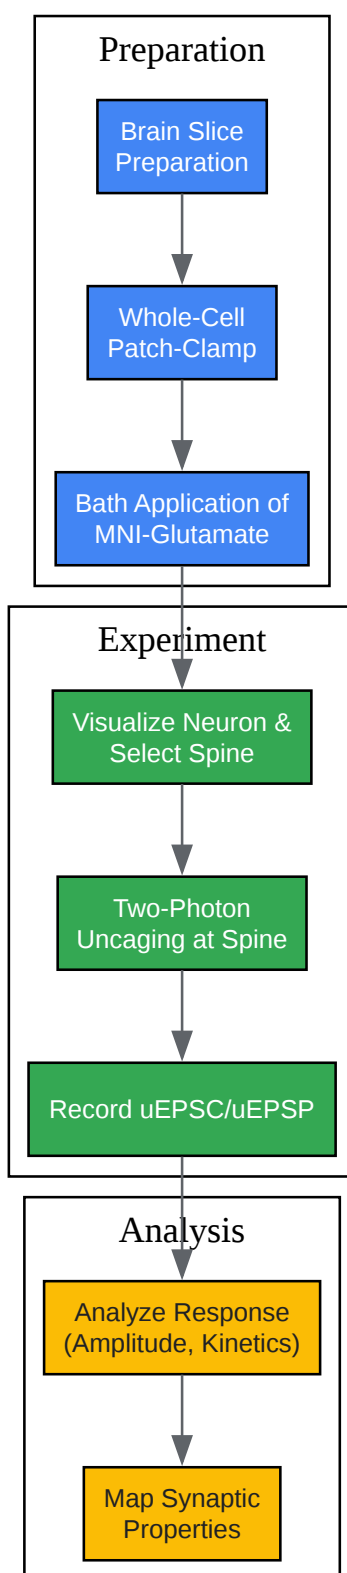 Preparation
Brain Slice
Preparation
Whole-Cell
Patch-Clamp
Bath Application of
MNI-Glutamate
Experiment
Visualize Neuron &
Select Spine
Two-Photon
Uncaging at Spine
Record uEPSC/uEPSP
Analysis
Analyze Response
(Amplitude, Kinetics)
Map Synaptic
Properties